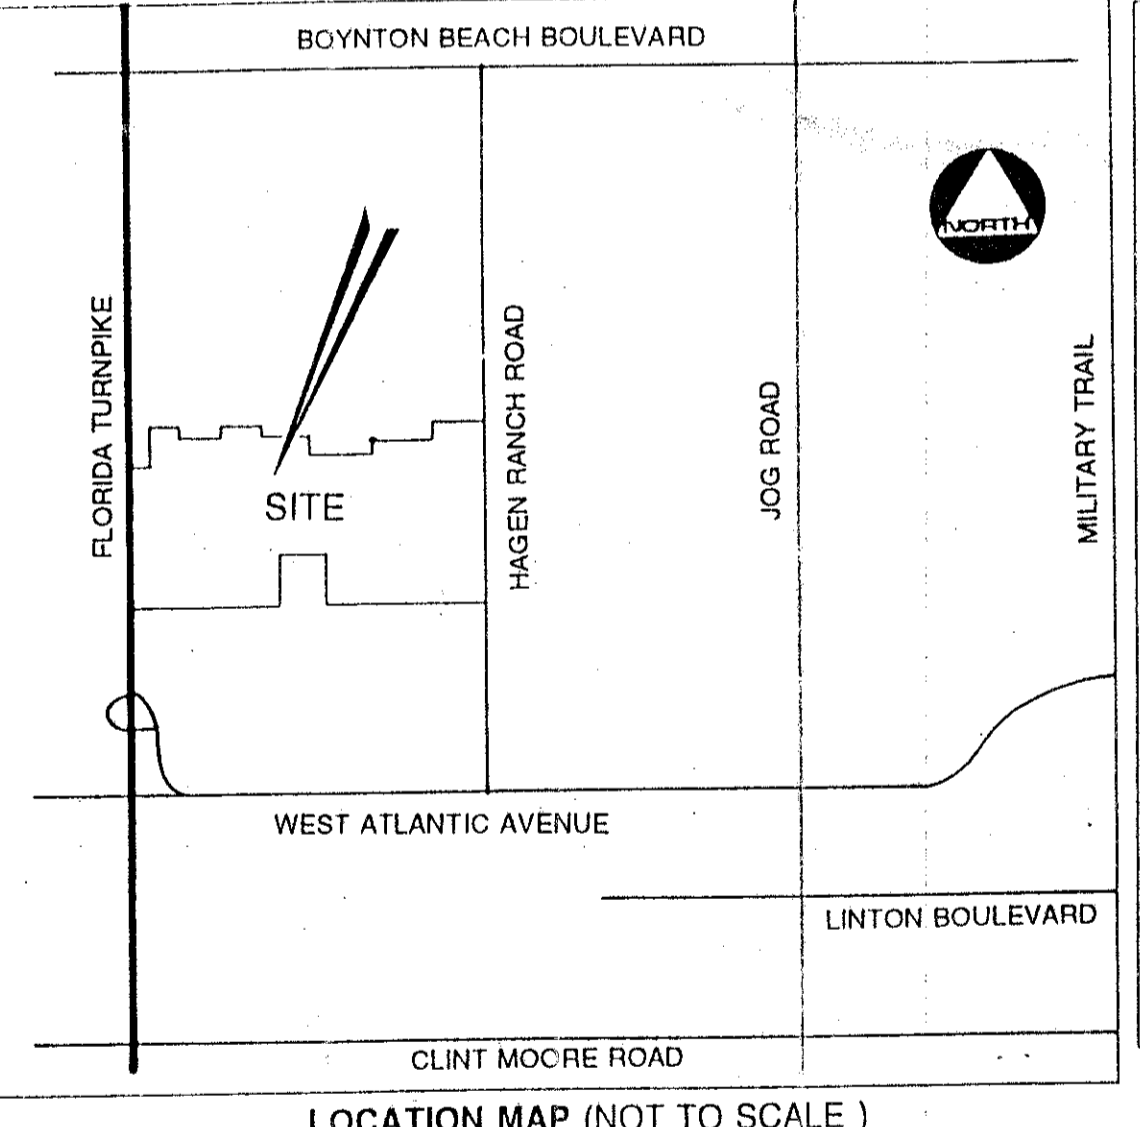 BOYNTON BEACH BOULEVARD
NORTH
FLORIDA TURNPIKE
HAGEN RANCH ROAD
JOG ROAD
MILITARY TRAIL
SITE
WEST ATLANTIC AVENUE
LINTON BOULEVARD
CLINT MOORE ROAD
LOCATION MAP (NOT TO SCALE )